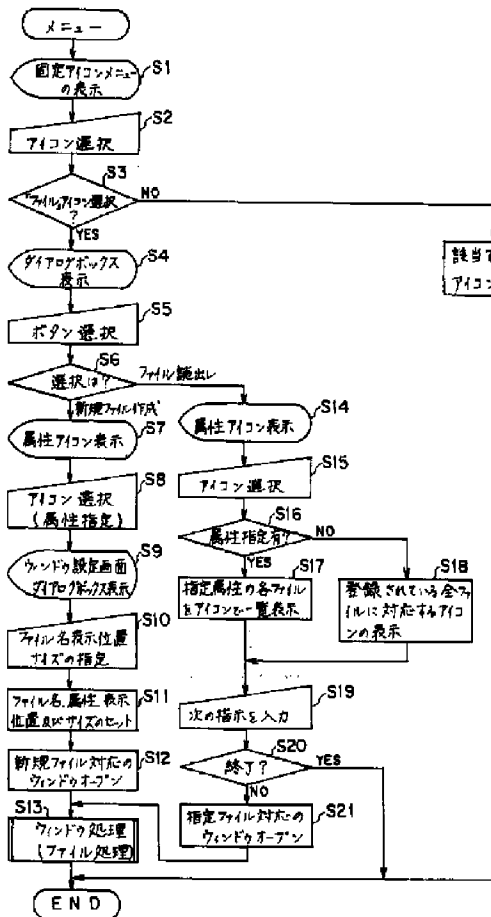 メニュー
固定アイコンメニュー
の表示
S1
S2
アイコン選択
S3
「ファイル」アイコン選択
?
NO
YES
ダイアログボックス
表示
S4
S5
ボタン選択
S6
選択は?
ファイル読出し
新規ファイル作成
S7
属性アイコン表示
S8
アイコン選択
(属性指定)
S9
ウィンドウ設定画面
ダイアログボックス表示
S10
ファイル名表示位置
サイズの指定
S11
ファイル名、属性、表示
位置及びサイズのセット
S12
新規ファイル対応の
ウィンドウオープン
S13
ウィンドウ処理
(ファイル処理)
END
S14
属性アイコン表示
S15
アイコン選択
S16
属性指定有?
NO
YES
S17
指定属性の各ファイル
をアイコンで一覧表示
S18
登録されている全ファ
イルに対応するアイコ
ンの表示
S19
次の指示を入力
S20
終了?
YES
NO
S21
指定ファイル対応の
ウィンドウオープン
該当
アイコン